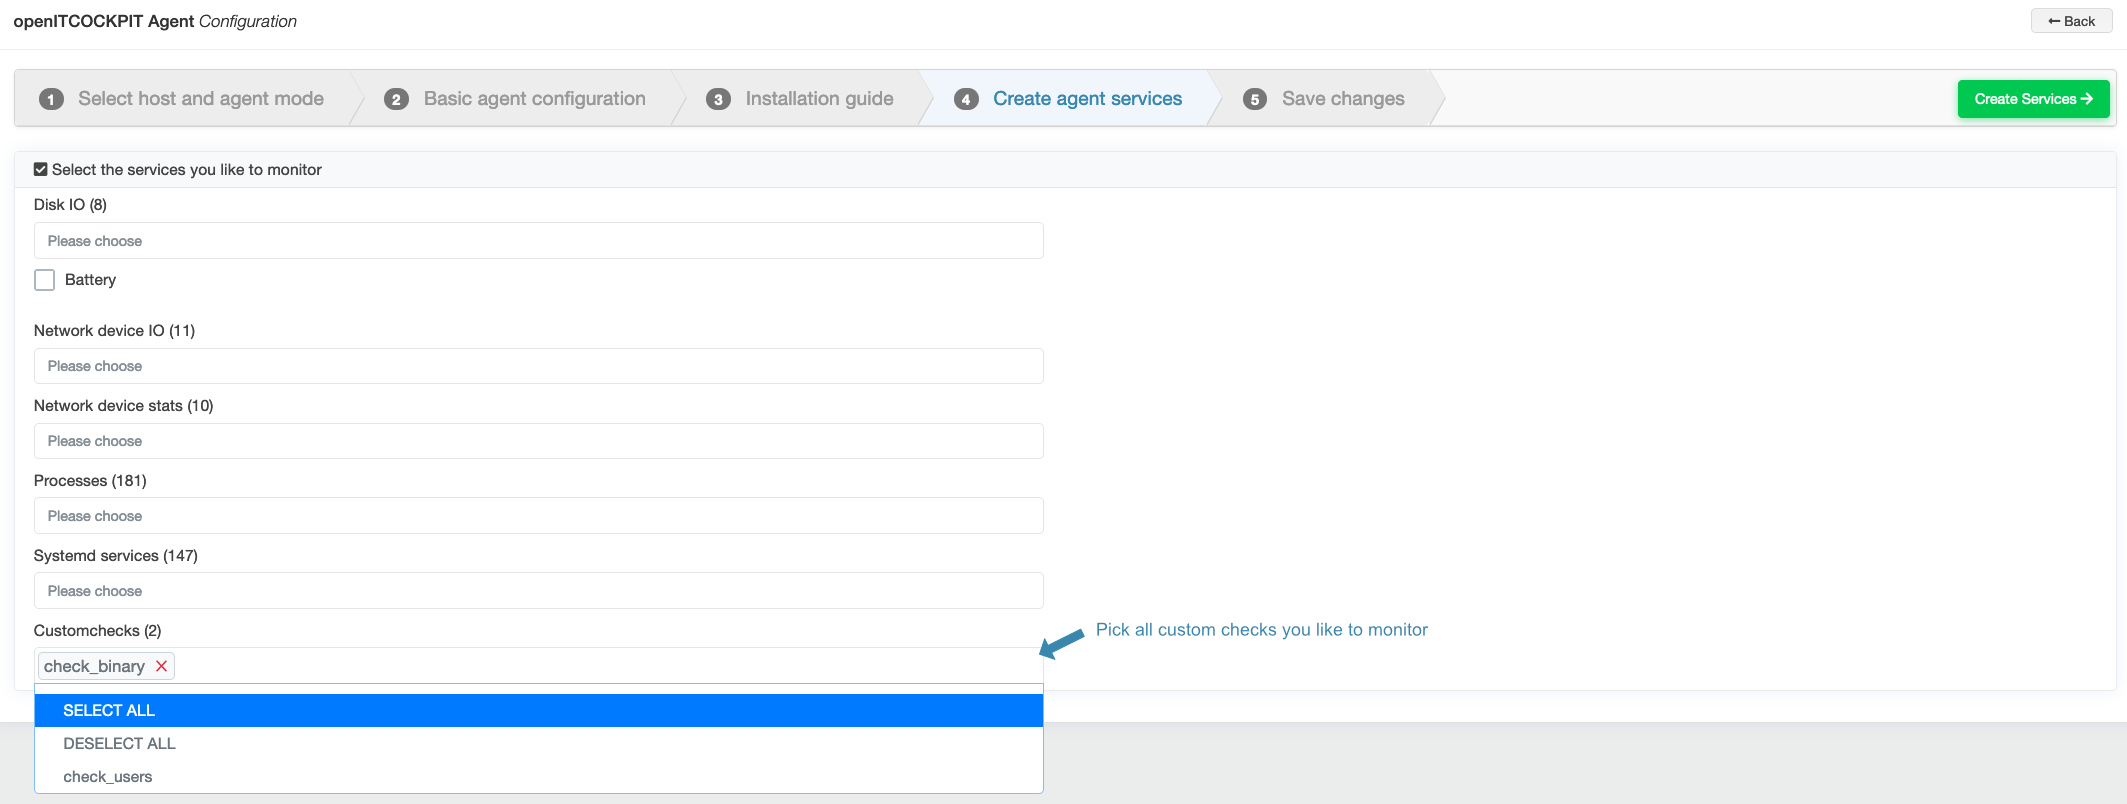 openITCOCKPIT Agent Configuration
Back
1 Select host and agent mode
2 Basic agent configuration
3 Installation guide
4 Create agent services
5 Save changes
Create Services
Select the services you like to monitor
Disk IO (8)
Please choose
Battery
Network device IO (11)
Please choose
Network device stats (10)
Please choose
Processes (181)
Please choose
Systemd services (147)
Please choose
Customchecks (2)
Pick all custom checks you like to monitor
check_binary
SELECT ALL
DESELECT ALL
check_users